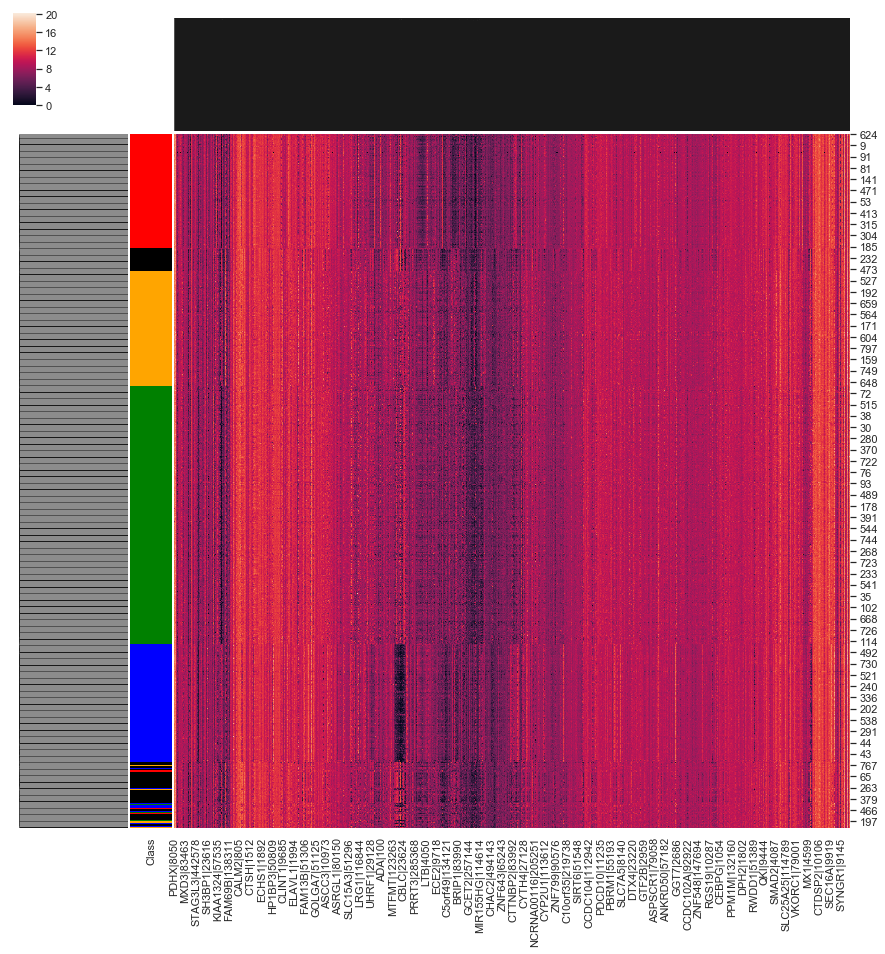 20
16
12
8
4
0
624
9
91
81
141
471
53
413
315
304
185
232
473
527
192
659
564
171
604
797
159
749
648
72
515
38
30
280
370
722
76
93
489
178
391
544
744
268
723
233
541
35
102
668
726
114
492
730
521
240
336
202
538
291
44
43
767
65
263
379
466
197
Class
PDHX|8050
MXD3|83463
STAG3L3|442578
SH3BP1|23616
KIAA1324|57535
FAM69B|138311
CALM2|805
CTSH|1512
ECHS1|1892
HP1BP3|50809
CLINT1|9685
ELAVL1|1994
FAM13B|51306
GOLGA7|51125
ASCC3|10973
ASRGL1|80150
SLC15A3|51296
LRG1|116844
UHRF1|29128
ADA|100
MTFMT|123263
CBLC|23624
PRRT3|285368
LTB|4050
ECE2|9718
C5orf49|134121
BRIP1|83990
GCET2|257144
MIR155HG|114614
CHAC2|494143
ZNF643|65243
CTTNBP2|83992
CYTH4|27128
NCRNA00116|205251
CYP2U1|113612
ZNF799|90576
C10orf35|219738
SIRT6|51548
CCDC104|112942
PDCD10|11235
PBRM1|55193
SLC7A5|8140
DTX4|23220
GTF2B|2959
ASPSCR1|79058
ANKRD50|57182
GGT7|2686
CCDC102A|92922
ZNF548|147694
RGS19|10287
CEBPG|1054
PPM1M|132160
DPH2|1802
RWDD1|51389
QKI|9444
SMAD2|4087
SLC25A25|114789
VKORC1|79001
MX1|4599
CTDSP2|10106
SEC16A|9919
SYNGR1|9145